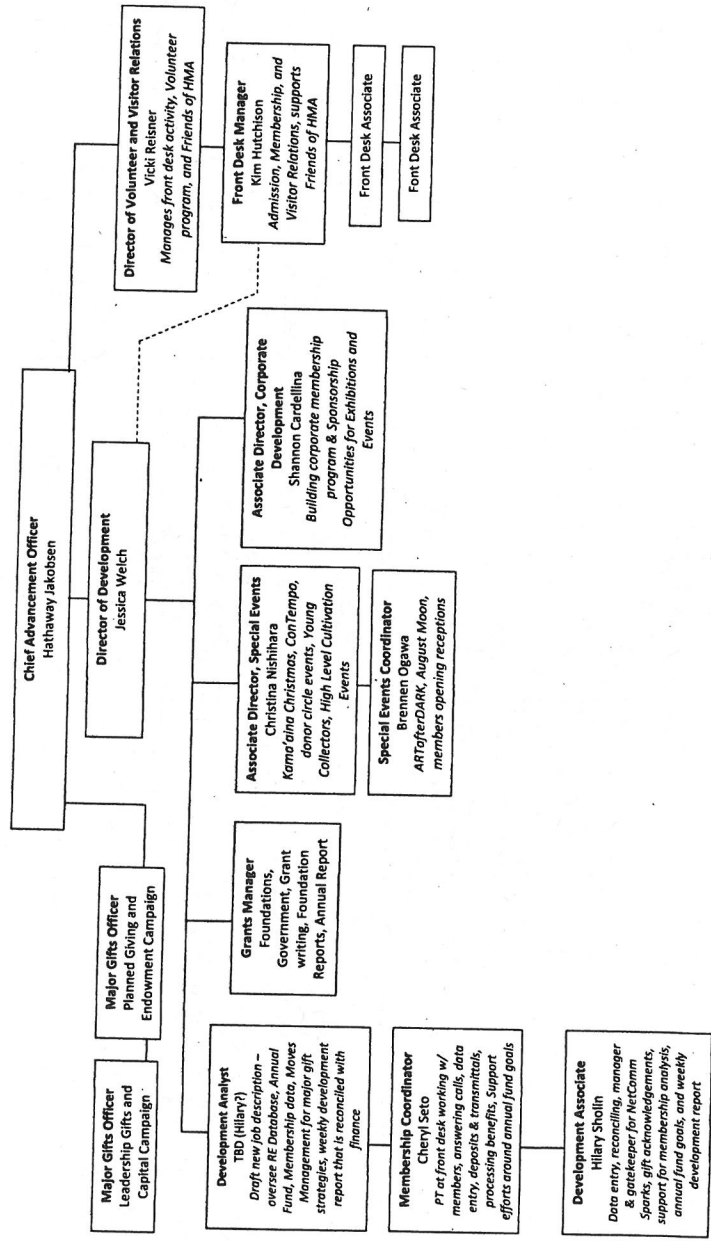 Chief Advancement Officer
Hathaway Jakobsen
Major Gifts Officer
Leadership Gifts and
Capital Campaign
Major Gifts Officer
Planned Giving and
Endowment Campaign
Director of Development
Jessica Welch
Director of Volunteer and Visitor Relations
Vicki Reisner
Manages front desk activity, Volunteer
program, and Friends of HMA
Development Analyst
TBD (Hilary?)
Draft new job description –
oversee RE Database, Annual
Fund, Membership data, Moves
Management for major gift
strategies, weekly development
report that is reconciled with
finance
Grants Manager
Foundations,
Government, Grant
writing, Foundation
Reports, Annual Report
Associate Director, Special Events
Christina Nishihara
Kama'aina Christmas, ConTempo,
donor circle events, Young
Collectors, High Level Cultivation
Events
Associate Director, Corporate
Development
Shannon Cardellina
Building corporate membership
program & Sponsorship
Opportunities for Exhibitions and
Events
Front Desk Manager
Kim Hutchison
Admission, Membership, and
Visitor Relations, supports
Friends of HMA
Membership Coordinator
Cheryl Seto
PT at front desk working w/
members, answering calls, data
entry, deposits & transmittals,
processing benefits, Support
efforts around annual fund goals
Special Events Coordinator
Brennen Ogawa
ARTafterDARK, August Moon,
members opening receptions
Front Desk Associate
Font Desk Associate
Development Associate
Hilary Sholin
Data entry, reconciling, manager
& gatekeeper for NetComm
Sparks, gift acknowledgements,
support for membership analysis,
annual fund goals, and weekly
development report